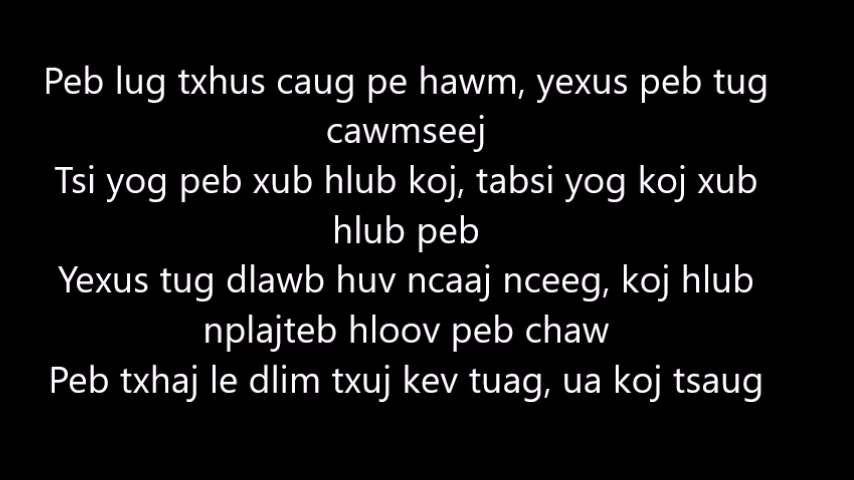 Peb lug txhus caug pe hawm, yexus peb tug
cawmseej
Tsi yog peb xub hlub koj, tabsi yog koj xub
hlub peb
Yexus tug dlawb huv ncaaj nceeg, koj hlub
nplajteb hloov peb chaw
Peb txhaj le dlim txuj kev tuag, ua koj tsaug